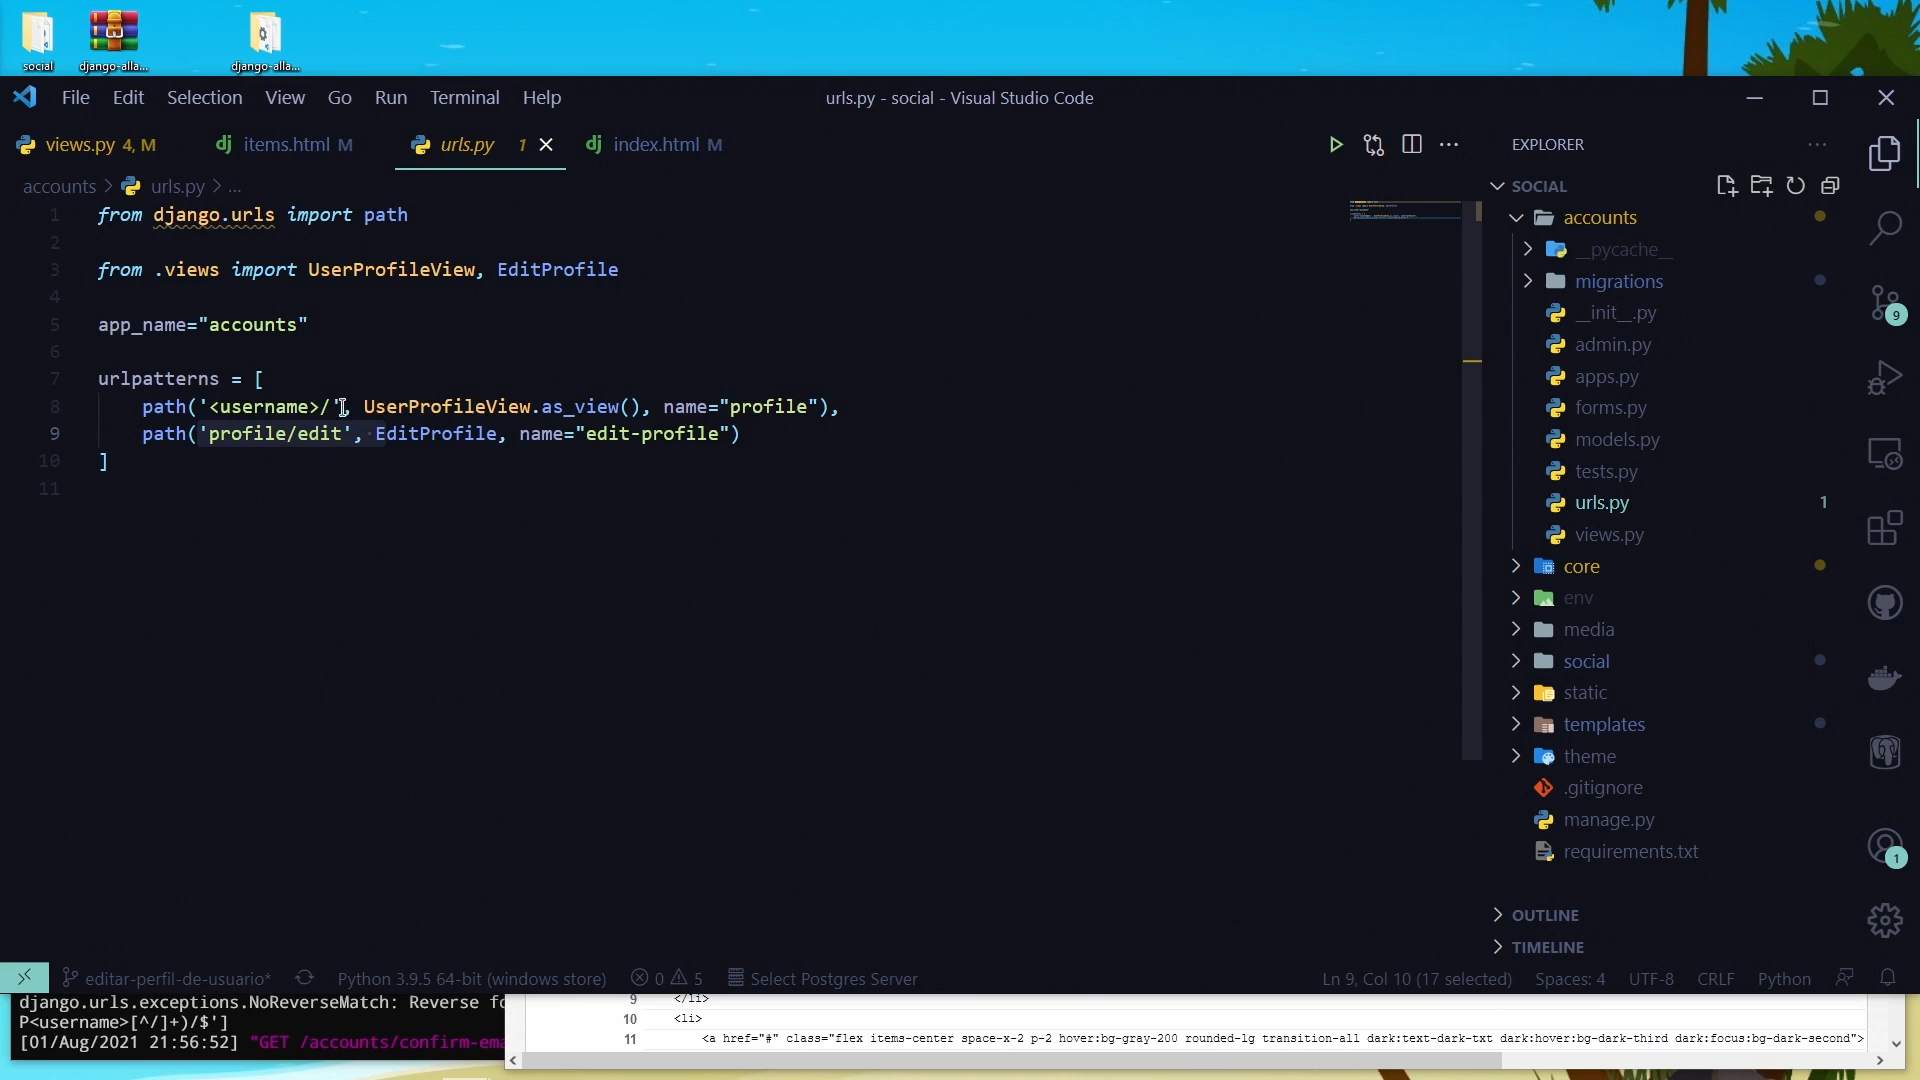 social
django-alla...
django-alla...
File Edit Selection View Go Run Terminal Help
urls.py - social - Visual Studio Code
views.py 4, M
items.html M
urls.py 1
index.html M
EXPLORER
accounts > urls.py > ...
SOCIAL
1 from django.urls import path
2
3 from .views import UserProfileView, EditProfile
4
5 app_name="accounts"
6
7 urlpatterns = [
8 path('<username>/', UserProfileView.as_view(), name="profile"),
9 path('profile/edit', EditProfile, name="edit-profile")
10 ]
11
accounts
__pycache__
migrations
__init__.py
admin.py
apps.py
forms.py
models.py
tests.py
urls.py 1
views.py
core
env
media
social
static
templates
theme
.gitignore
manage.py
requirements.txt
OUTLINE
TIMELINE
9
1
editar-perfil-de-usuario* Python 3.9.5 64-bit (windows store) 0 5 Select Postgres Server
Ln 9, Col 10 (17 selected) Spaces: 4 UTF-8 CRLF Python
django.urls.exceptions.NoReverseMatch: Reverse fo
P<username>[^/]+)/$']
[01/Aug/2021 21:56:52] "GET /accounts/confirm-ema
9 </li>
10 <li>
11 <a href="#" class="flex items-center space-x-2 p-2 hover:bg-gray-200 rounded-lg transition-all dark:text-dark-txt dark:hover:bg-dark-third dark:focus:bg-dark-second">